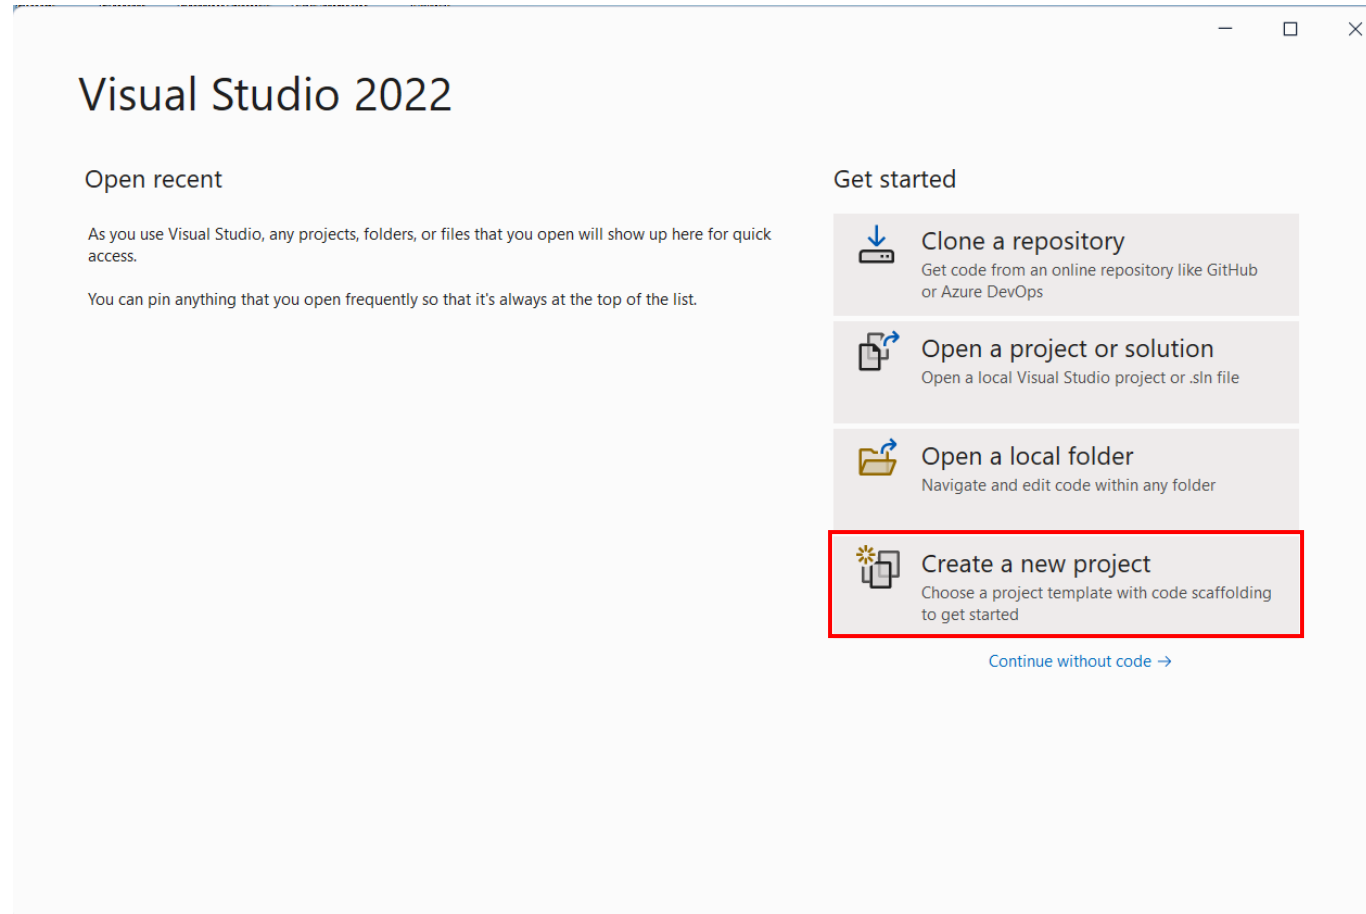 Visual Studio 2022
Open recent
As you use Visual Studio, any projects, folders, or files that you open will show up here for quick
access.
You can pin anything that you open frequently so that it's always at the top of the list.
Get started
Clone a repository
Get code from an online repository like GitHub
or Azure DevOps
Open a project or solution
Open a local Visual Studio project or .sln file
Open a local folder
Navigate and edit code within any folder
Create a new project
Choose a project template with code scaffolding
to get started
Continue without code →